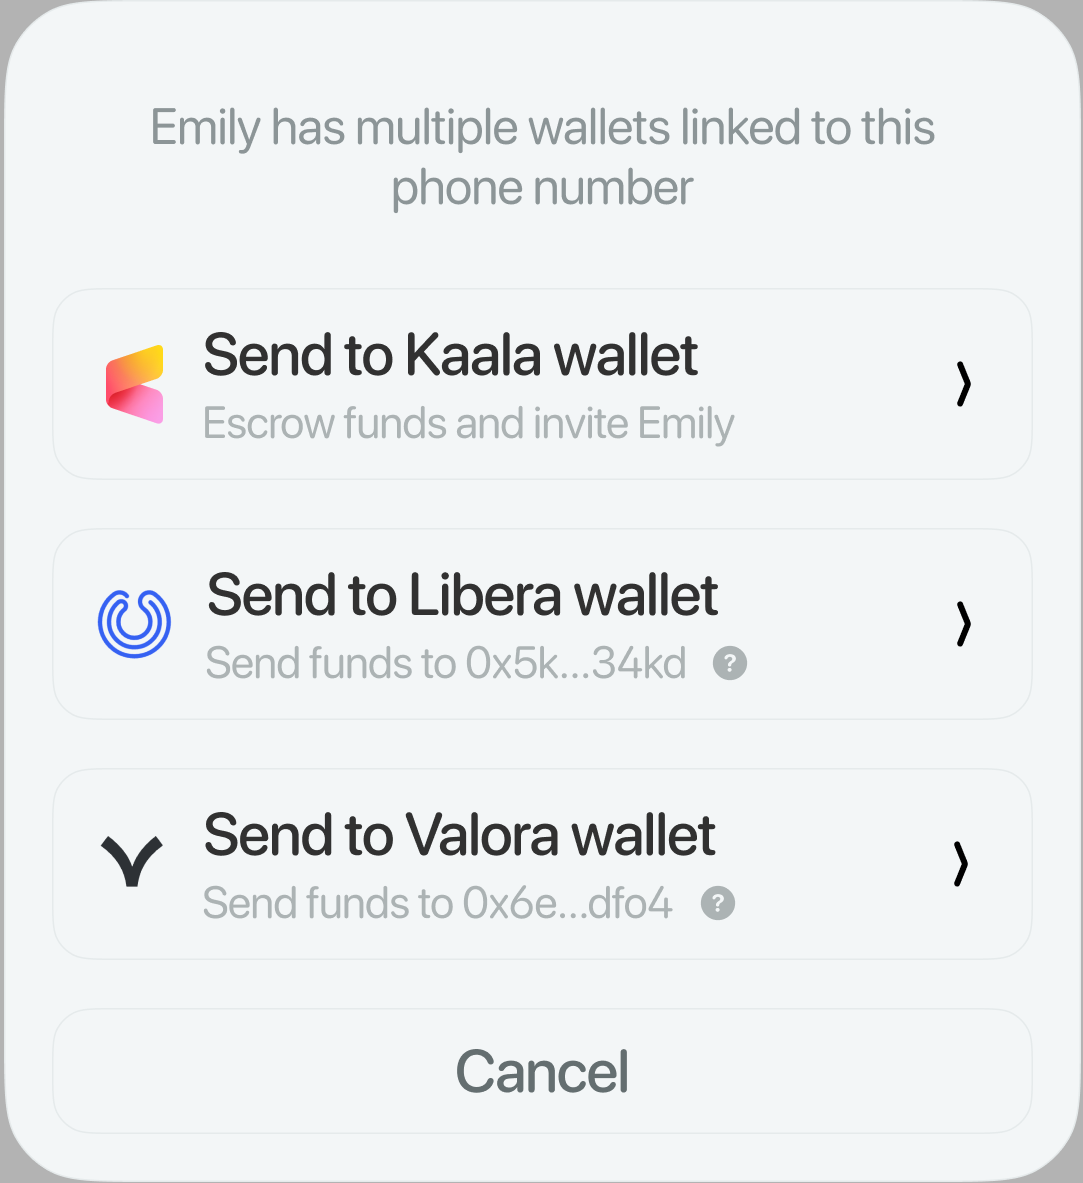 Emily has multiple wallets linked to this
phone number
Send to Kaala wallet
Escrow funds and invite Emily
Send to Libera wallet
Send funds to 0x5k...34kd ?
Send to Valora wallet
Send funds to 0x6e...dfo4 ?
Cancel